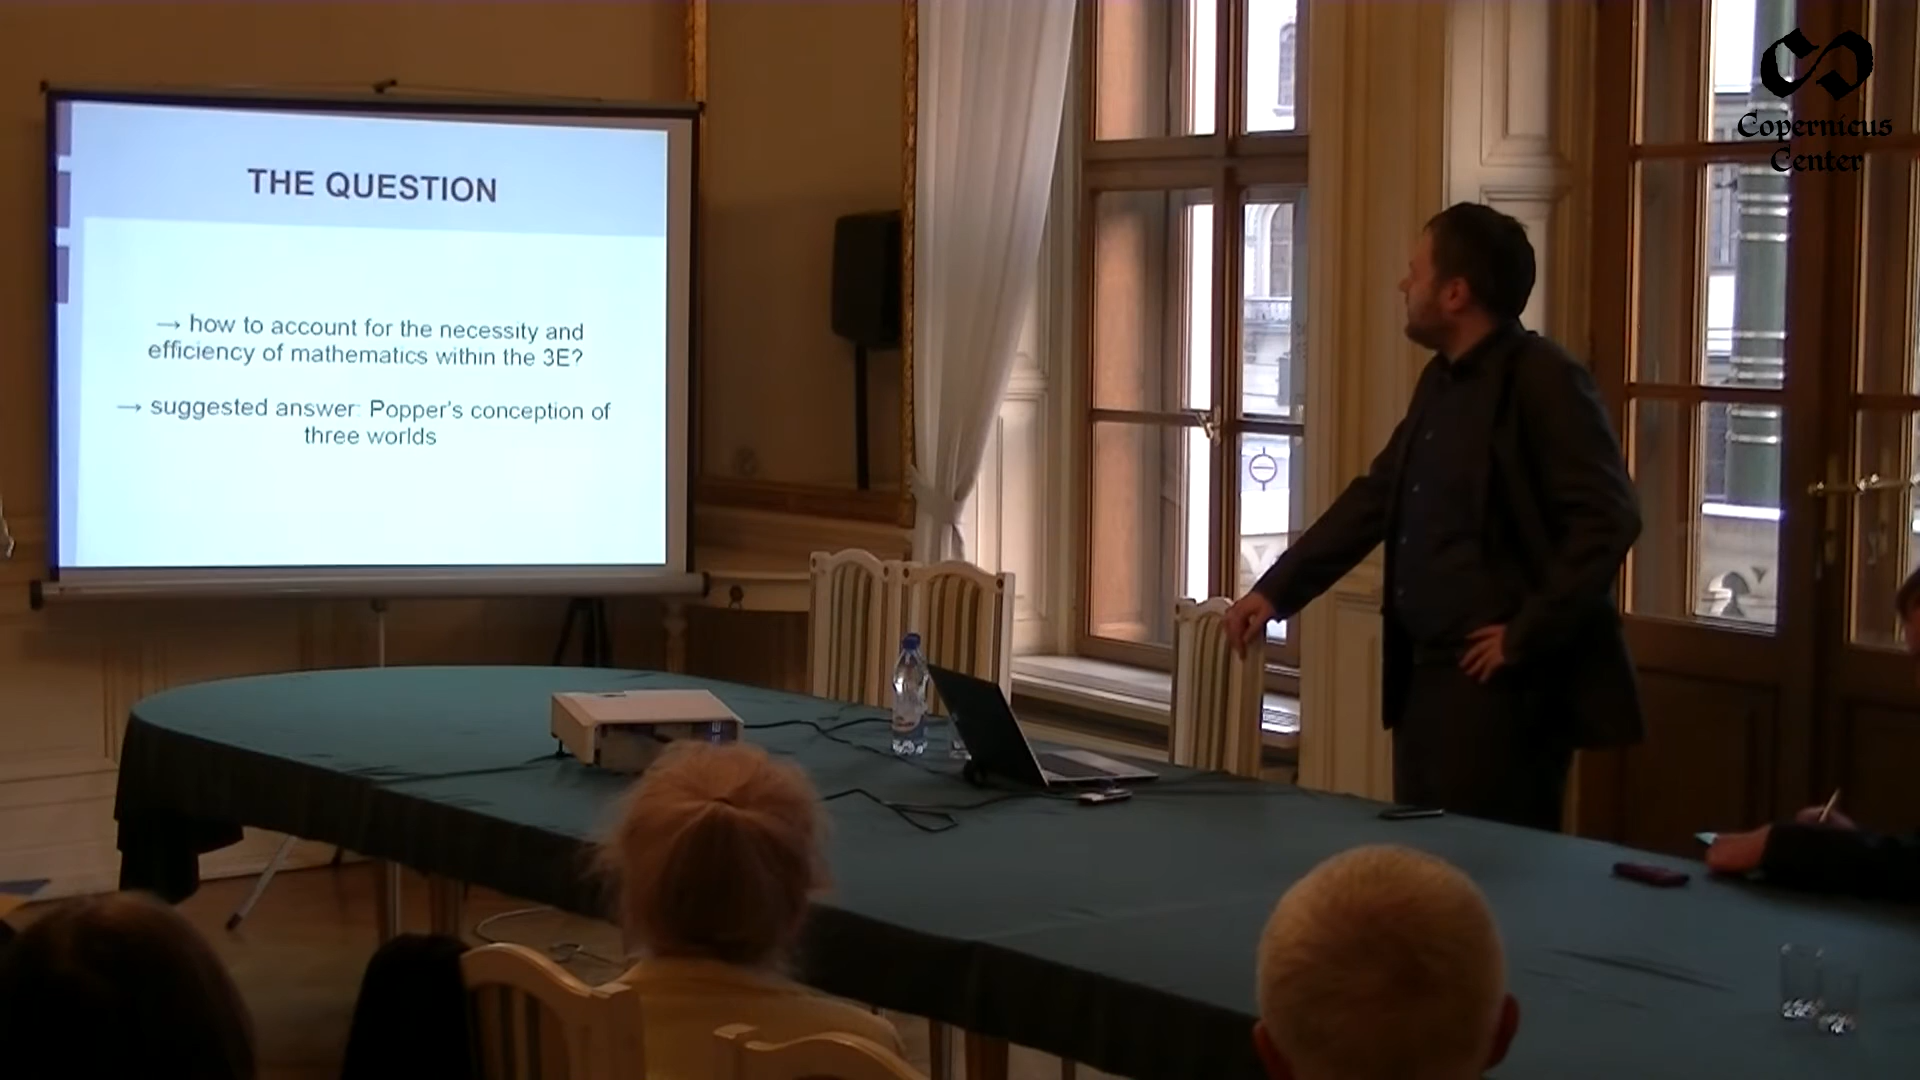 THE QUESTION
→ how to account for the necessity and
efficiency of mathematics within the 3E?
→ suggested answer: Popper's conception of
three worlds
Copernicus
Center